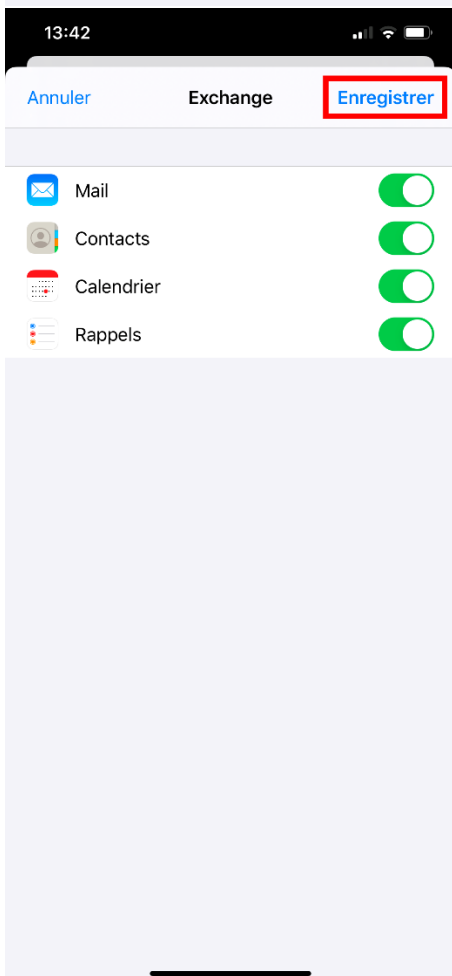 13:42
Annuler Exchange Enregistrer
Mail
Contacts
Calendrier
Rappels